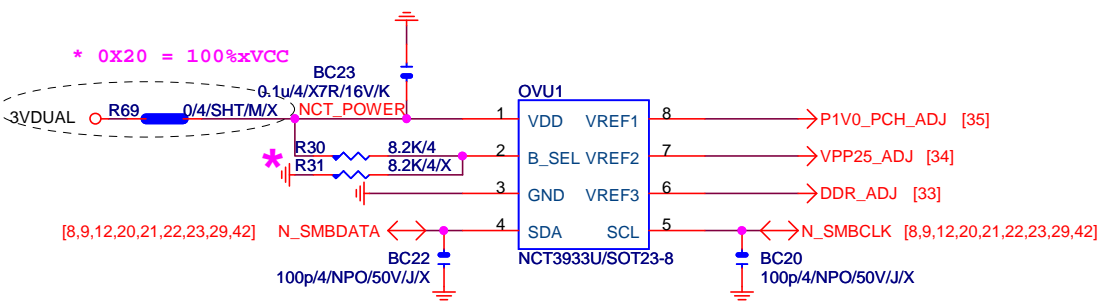 * 0X20 = 100%xVCC
BC23
0.1u/4/X7R/16V/K
3VDUAL R69 0/4/SHT/M/X NCT_POWER
OVU1
1 VDD VREF1 8 P1V0_PCH_ADJ [35]
* R30 8.2K/4 2 B_SEL VREF2 7 VPP25_ADJ [34]
R31 8.2K/4/X
3 GND VREF3 6 DDR_ADJ [33]
[8,9,12,20,21,22,23,29,42] N_SMBDATA 4 SDA SCL 5 N_SMBCLK [8,9,12,20,21,22,23,29,42]
BC22
100p/4/NPO/50V/J/X
NCT3933U/SOT23-8
BC20
100p/4/NPO/50V/J/X